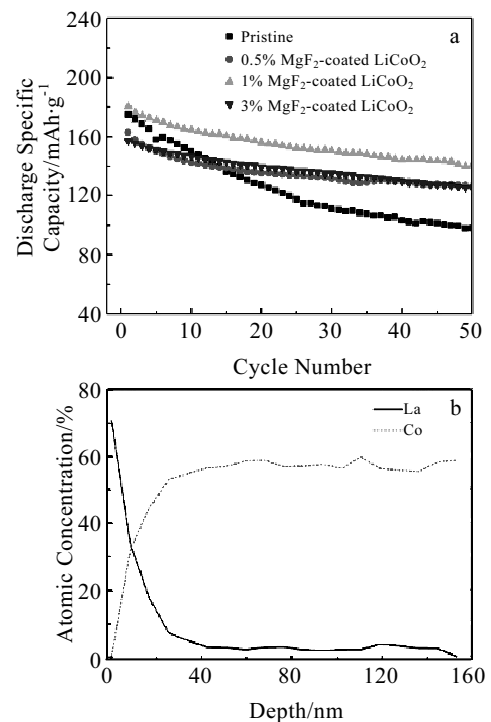 240
a
Pristine
0.5% MgF₂-coated LiCoO₂
200
1% MgF₂-coated LiCoO₂
3% MgF₂-coated LiCoO₂
160
120
80
40
Discharge Specific
Capacity/mAh·g⁻¹
0 10 20 30 40 50
Cycle Number
80
b
La
Co
60
40
20
0
Atomic Concentration/%
0 40 80 120 160
Depth/nm